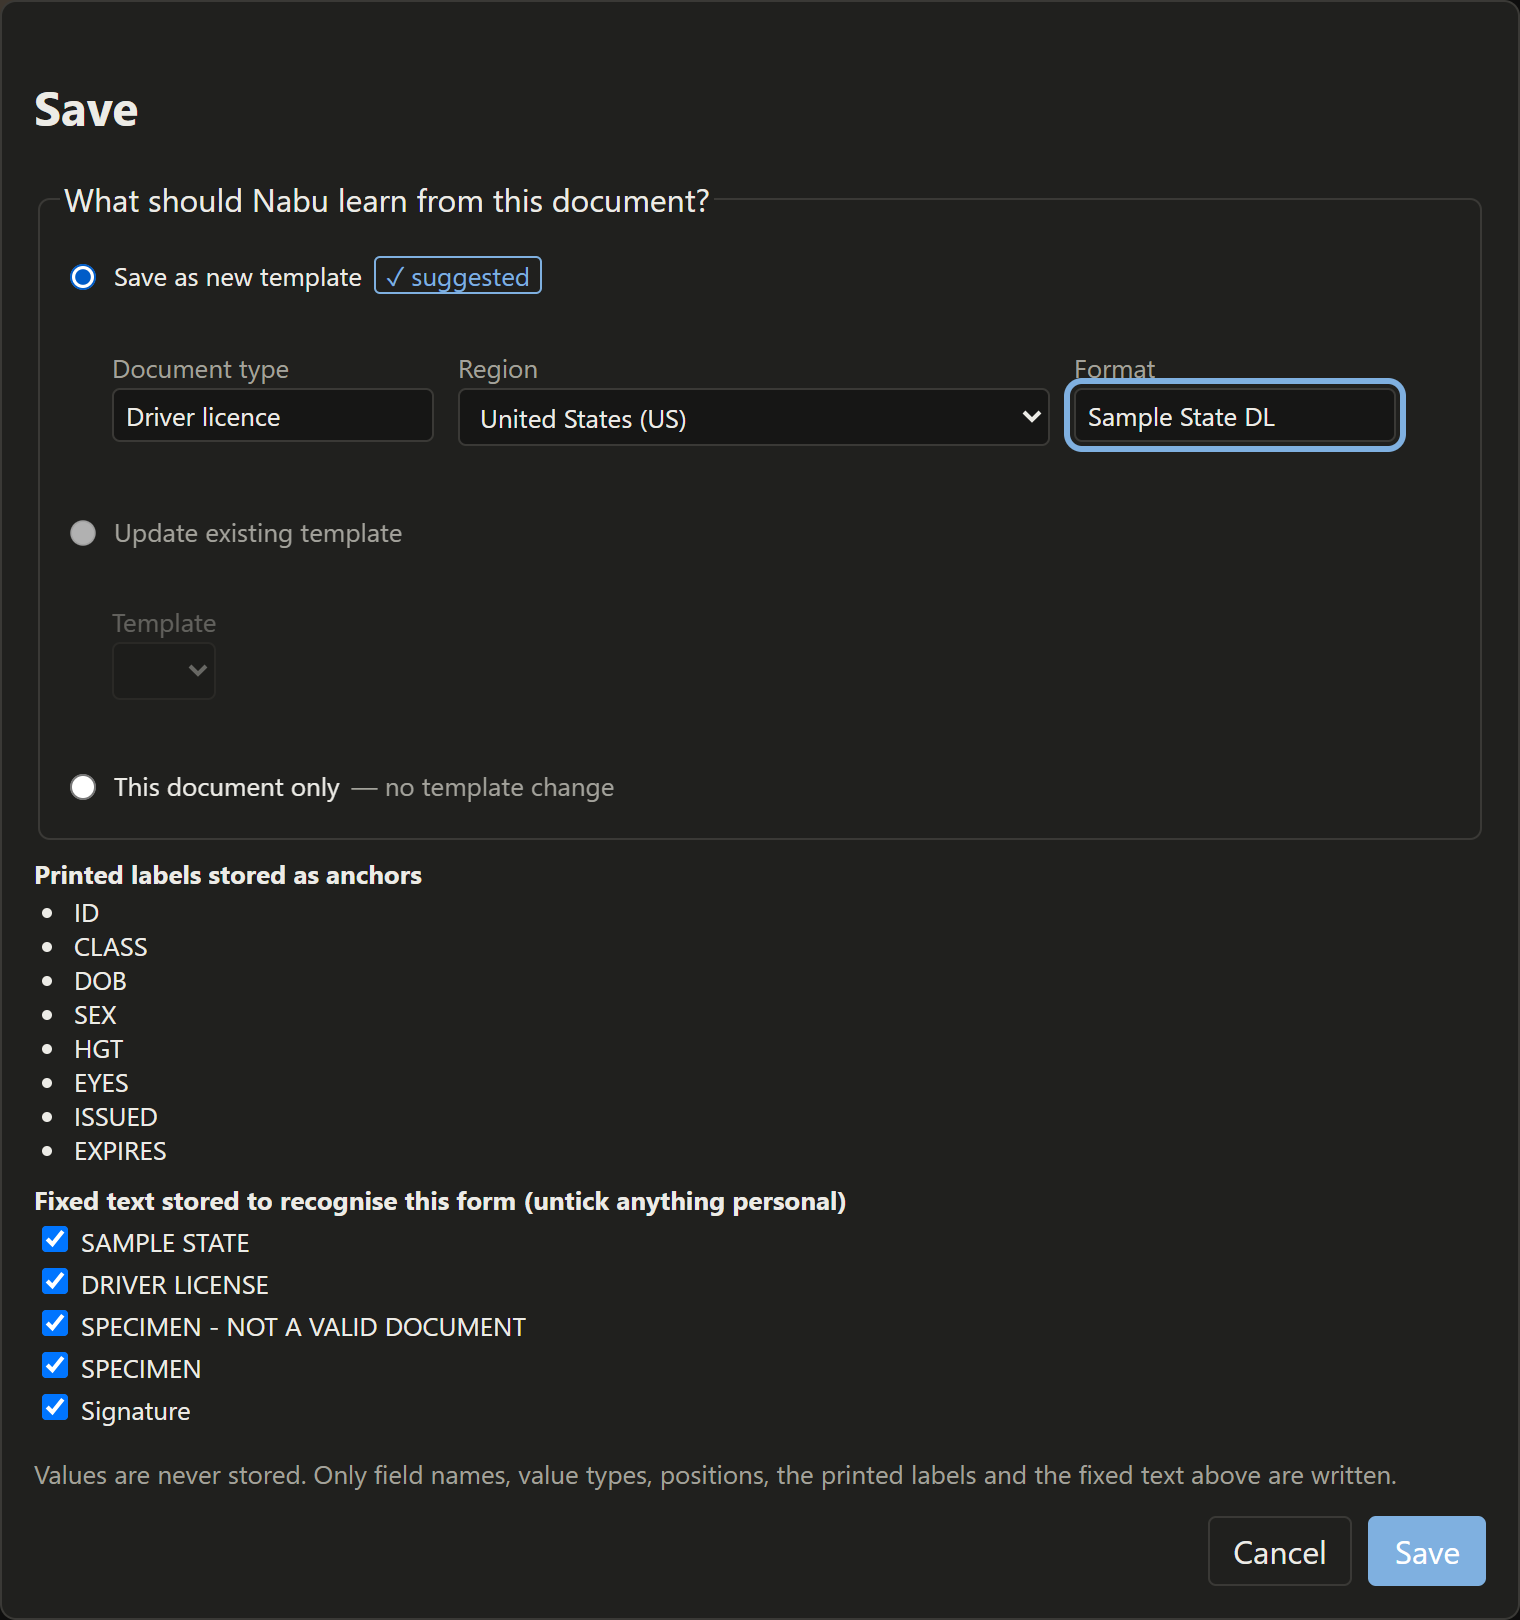 Save
What should Nabu learn from this document?
Save as new template ✓ suggested
Document type Region Format
Driver licence United States (US) Sample State DL
Update existing template
Template
This document only — no template change
Printed labels stored as anchors
• ID
• CLASS
• DOB
• SEX
• HGT
• EYES
• ISSUED
• EXPIRES
Fixed text stored to recognise this form (untick anything personal)
SAMPLE STATE
DRIVER LICENSE
SPECIMEN - NOT A VALID DOCUMENT
SPECIMEN
Signature
Values are never stored. Only field names, value types, positions, the printed labels and the fixed text above are written.
Cancel Save